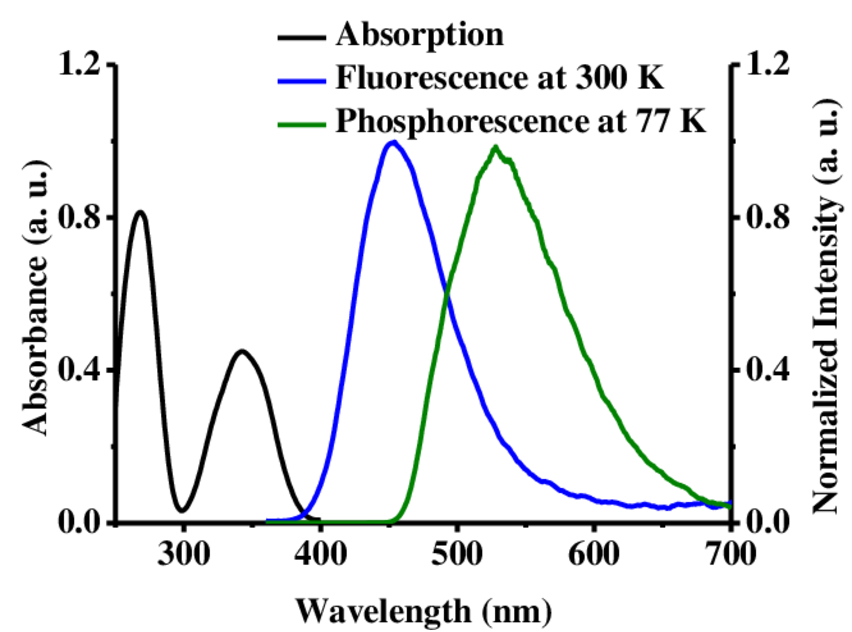 Absorption
Fluorescence at 300 K
Phosphorescence at 77 K
1.2
0.8
0.4
0.0
Absorbance (a. u.)
1.2
0.8
0.4
0.0
Normalized Intensity (a. u.)
300 400 500 600 700
Wavelength (nm)